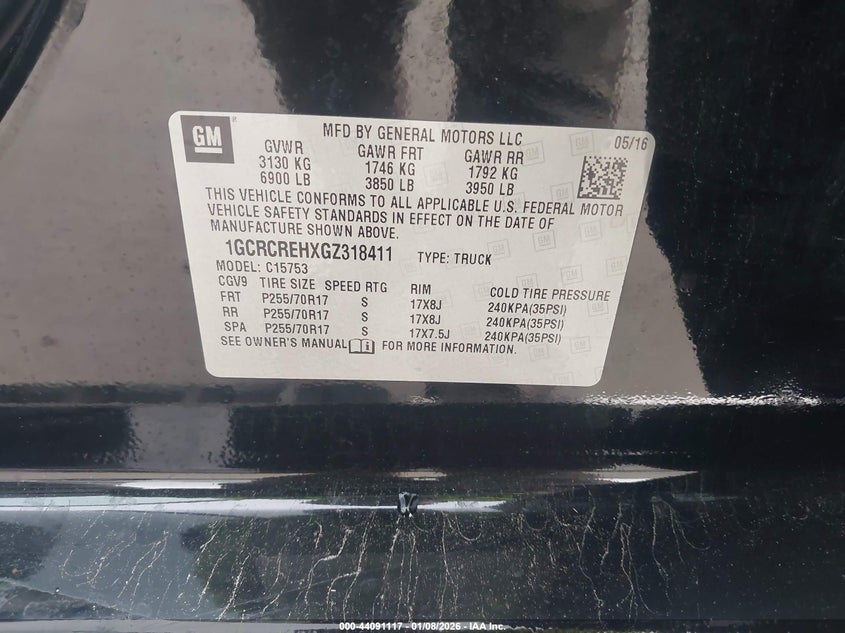 GM
MFD BY GENERAL MOTORS LLC
05/16
GVWR GAWR FRT GAWR RR
3130 KG 1746 KG 1792 KG
6900 LB 3850 LB 3950 LB
THIS VEHICLE CONFORMS TO ALL APPLICABLE U.S. FEDERAL MOTOR
VEHICLE SAFETY STANDARDS IN EFFECT ON THE DATE OF
MANUFACTURE SHOWN ABOVE.
1GCRCREHXGZ318411 TYPE: TRUCK
MODEL: C15753
CGV9 TIRE SIZE SPEED RTG RIM COLD TIRE PRESSURE
FRT P255/70R17 S 17X8J 240KPA(35PSI)
RR P255/70R17 S 17X8J 240KPA(35PSI)
SPA P255/70R17 S 17X7.5J 240KPA(35PSI)
SEE OWNER'S MANUAL FOR MORE INFORMATION.
000-44091117 - 01/08/2026 - IAA Inc.